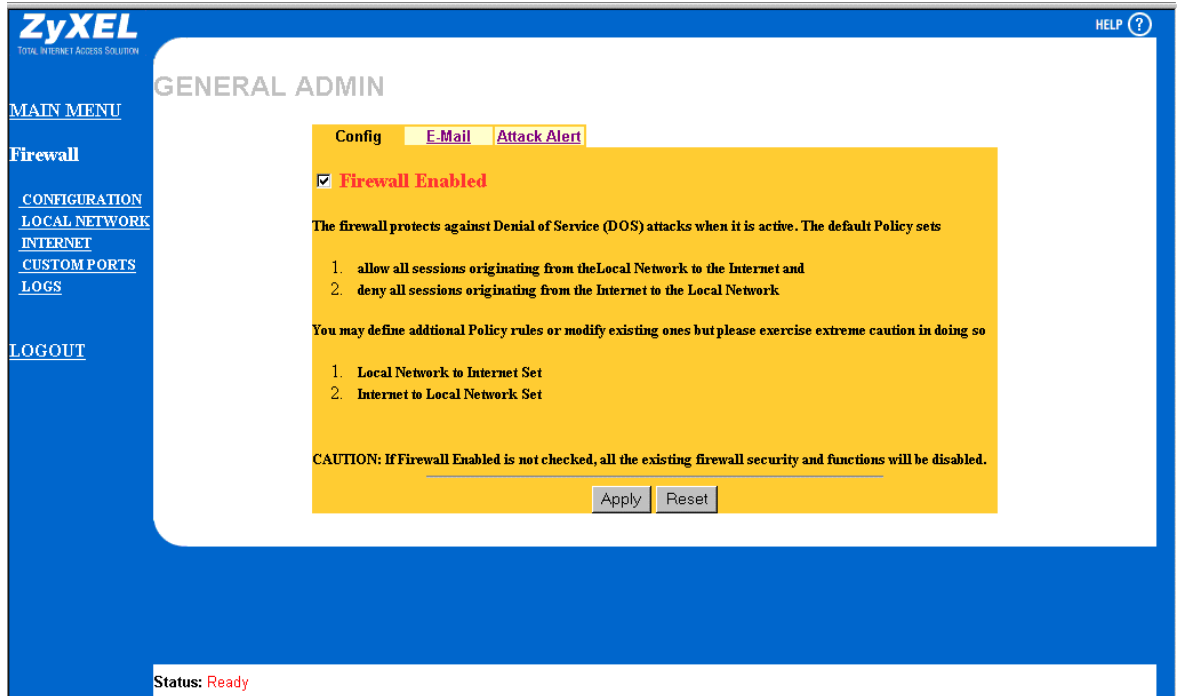 ZyXEL
TOTAL INTERNET ACCESS SOLUTION
HELP ?
MAIN MENU
Firewall
CONFIGURATION
LOCAL NETWORK
INTERNET
CUSTOM PORTS
LOGS
LOGOUT
GENERAL ADMIN
Config E-Mail Attack Alert
Firewall Enabled
The firewall protects against Denial of Service (DOS) attacks when it is active. The default Policy sets
1. allow all sessions originating from theLocal Network to the Internet and
2. deny all sessions originating from the Internet to the Local Network
You may define addtional Policy rules or modify existing ones but please exercise extreme caution in doing so
1. Local Network to Internet Set
2. Internet to Local Network Set
CAUTION: If Firewall Enabled is not checked, all the existing firewall security and functions will be disabled.
Apply Reset
Status: Ready